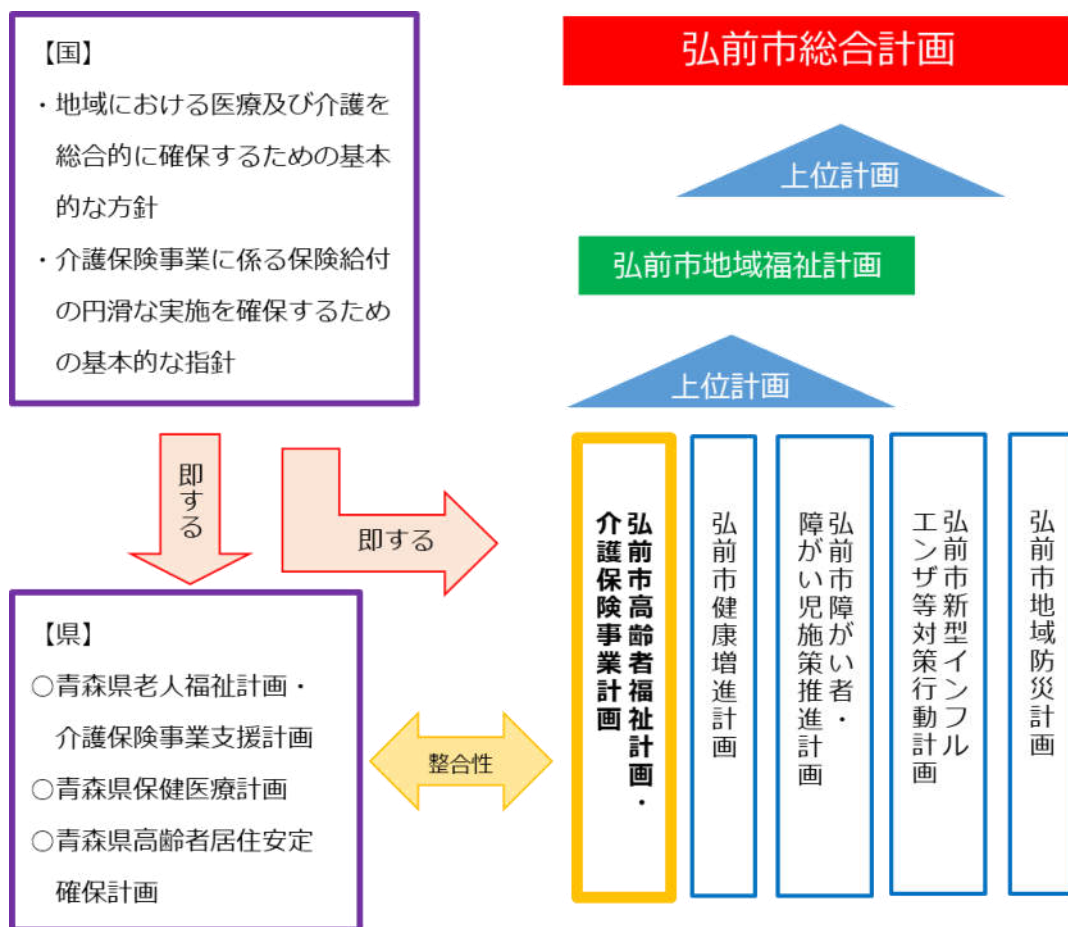 【国】
・地域における医療及び介護を
総合的に確保するための基本
的な方針
・介護保険事業に係る保険給付
の円滑な実施を確保するため
の基本的な指針
弘前市総合計画
上位計画
弘前市地域福祉計画
上位計画
即する
即する
【県】
○青森県老人福祉計画・
介護保険事業支援計画
○青森県保健医療計画
○青森県高齢者居住安定
確保計画
整合性
弘前市高齢者福祉計画・
介護保険事業計画
弘前市健康増進計画
弘前市障がい者・
障がい児施策推進計画
弘前市新型インフル
エンザ等対策行動計画
弘前市地域防災計画